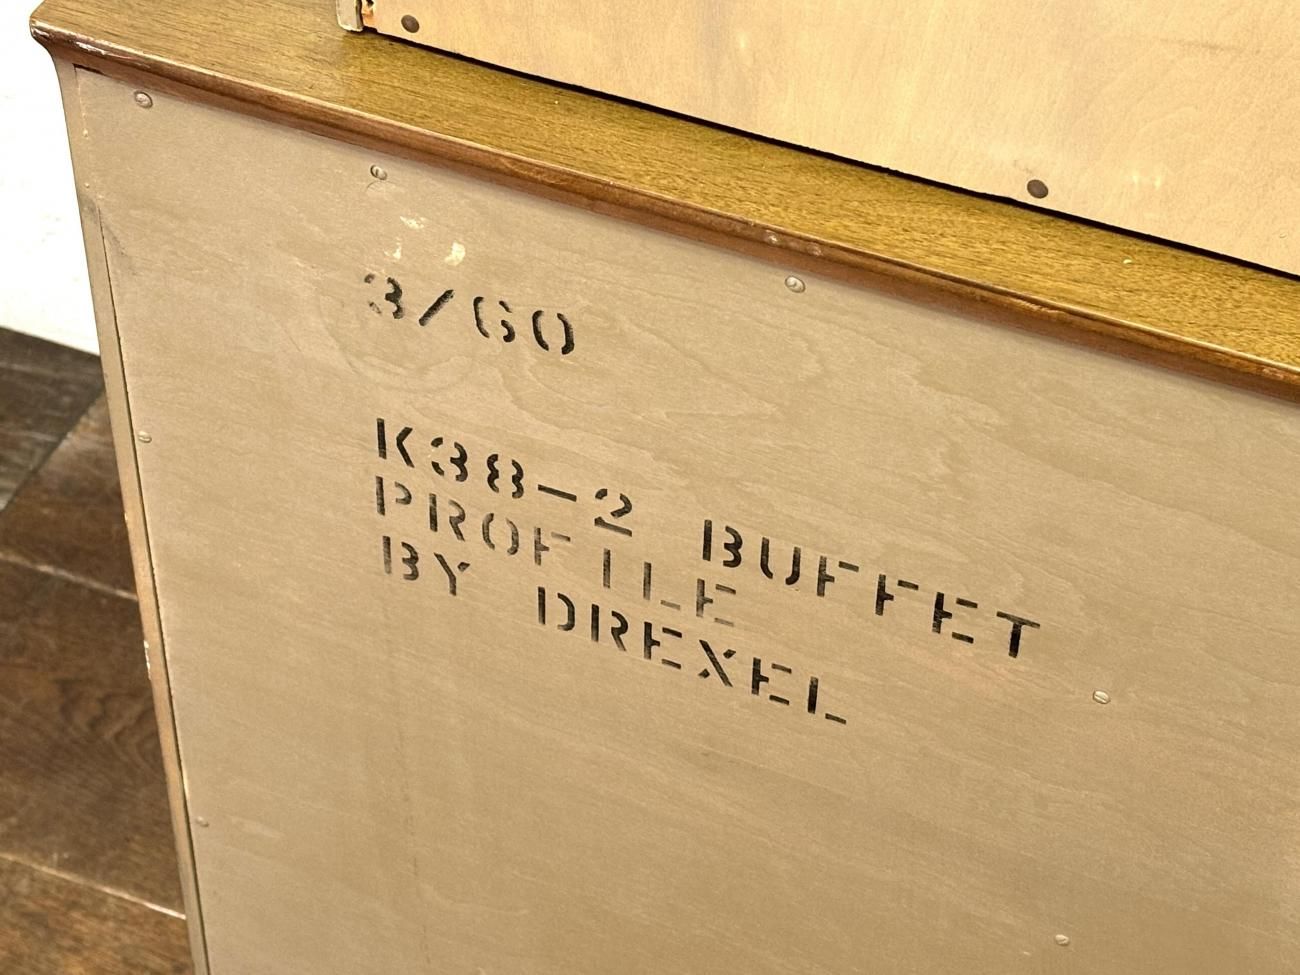 3/60
K38-2 BUFFET
PROFILE
BY DREXEL